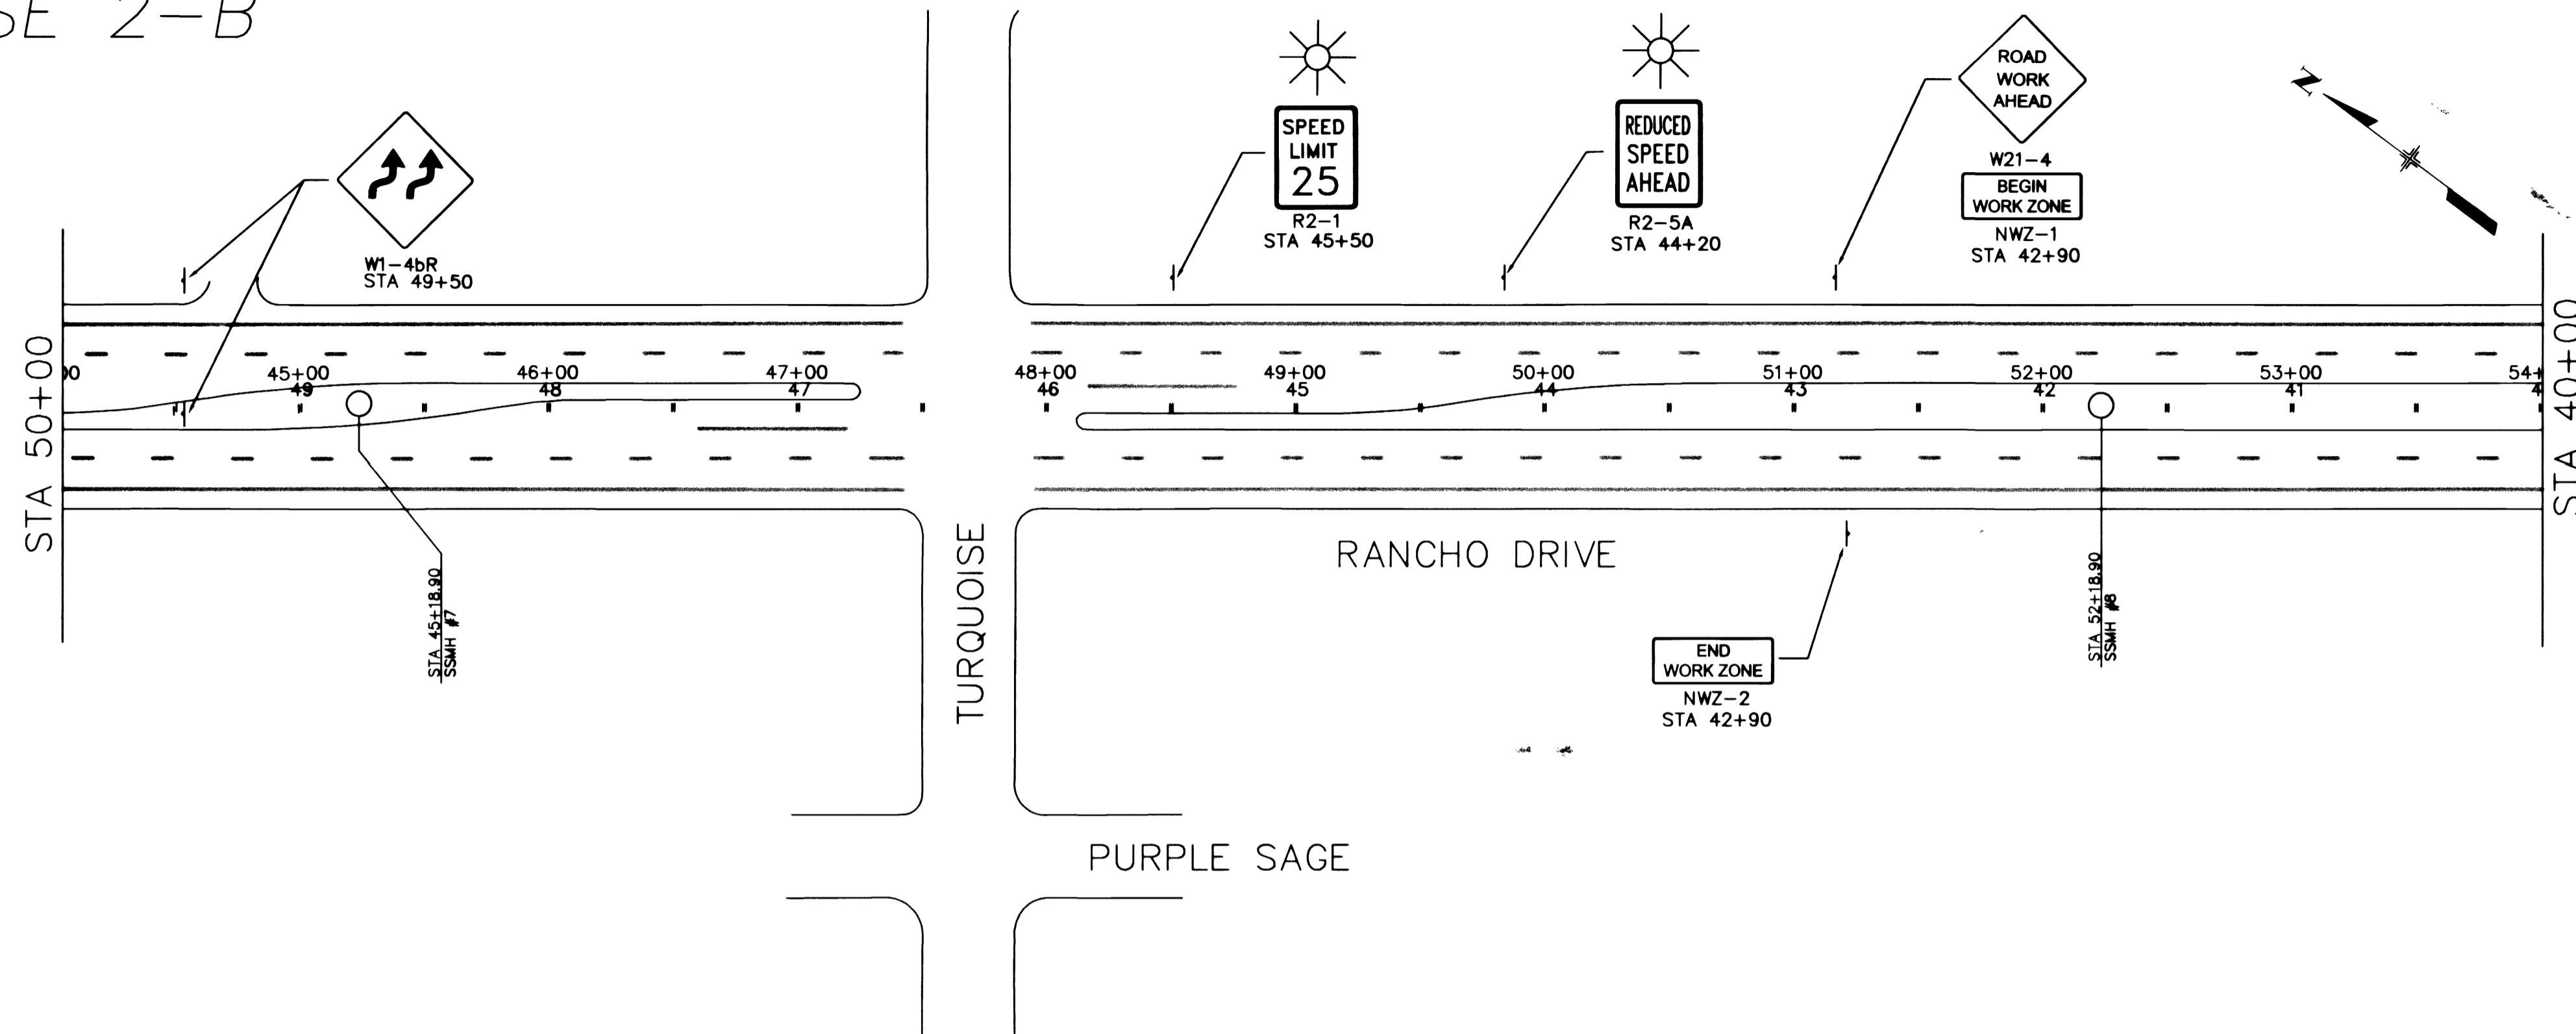 SE 2-B
W1-4bR
STA 49+50
SPEED
LIMIT
25
R2-1
STA 45+50
REDUCED
SPEED
AHEAD
R2-5A
STA 44+20
ROAD
WORK
AHEAD
W21-4
BEGIN
WORK ZONE
NWZ-1
STA 42+90
N
STA 50+00
00 45+00 46+00 47+00 48+00 49+00 50+00 51+00 52+00 53+00 54+
49 48 47 46 45 44 43 42 41 4
STA 40+00
STA 45+18.90
SSMH #7
TURQUOISE
RANCHO DRIVE
STA 52+18.90
SSMH #8
END
WORK ZONE
NWZ-2
STA 42+90
PURPLE SAGE